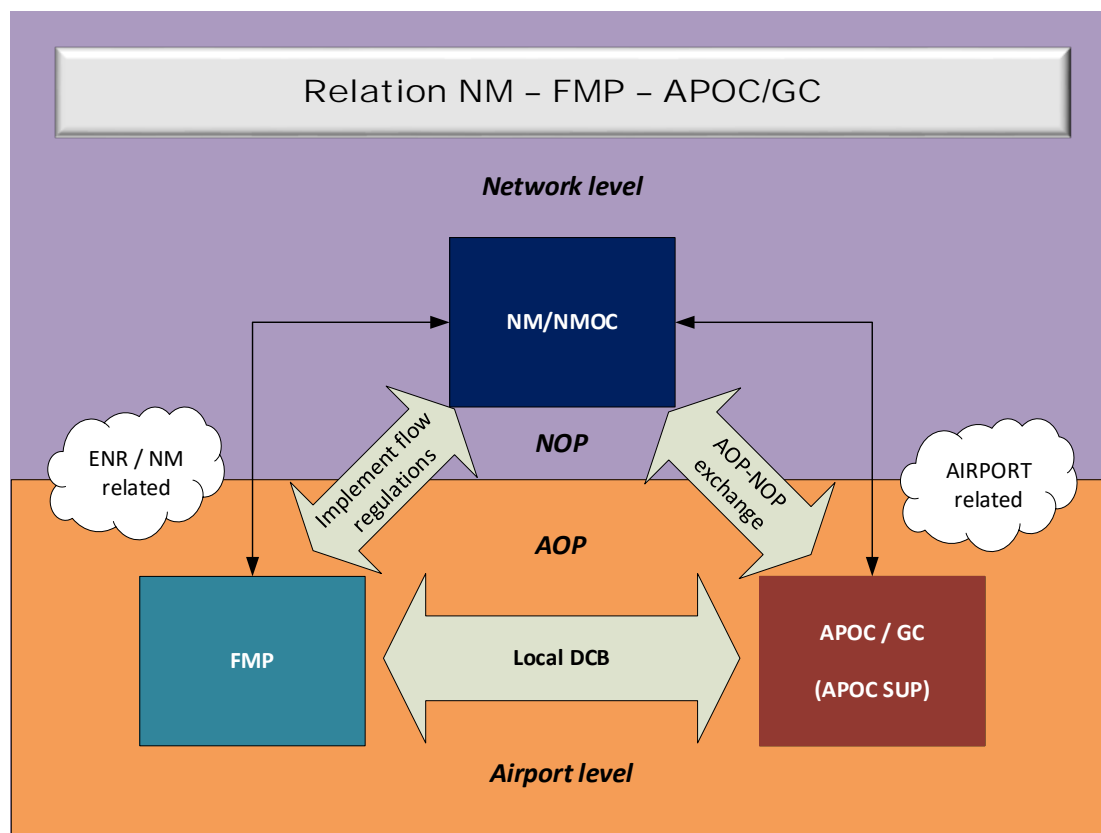 Relation NM – FMP – APOC/GC
Network level
NM/NMOC
ENR / NM
related
Implement flow
regulations
NOP
AOP-NOP
exchange
AIRPORT
related
AOP
FMP
Local DCB
APOC / GC
(APOC SUP)
Airport level